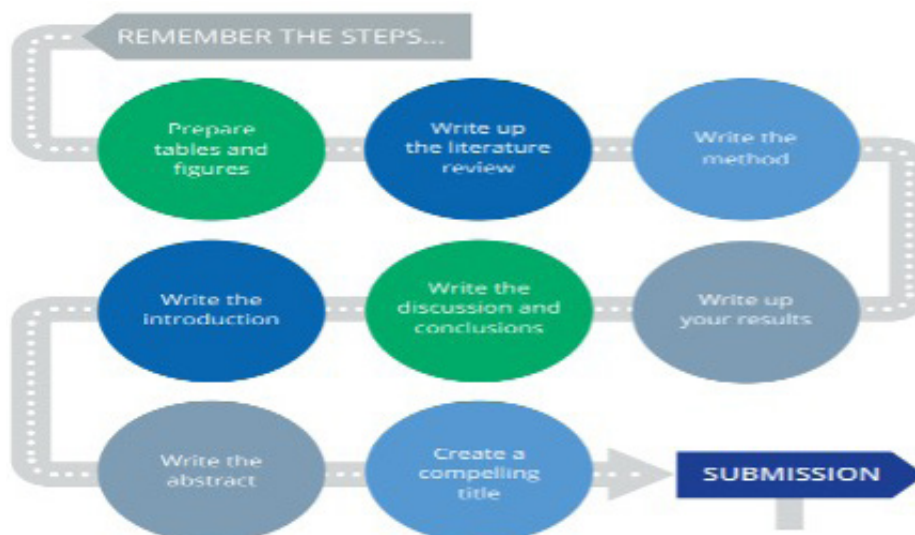 REMEMBER THE STEPS...
Prepare
tables and
figures
Write up
the literature
review
Write the
method
Write up
your results
Write the
discussion and
conclusions
Write the
introduction
Write the
abstract
Create a
compelling
title
SUBMISSION